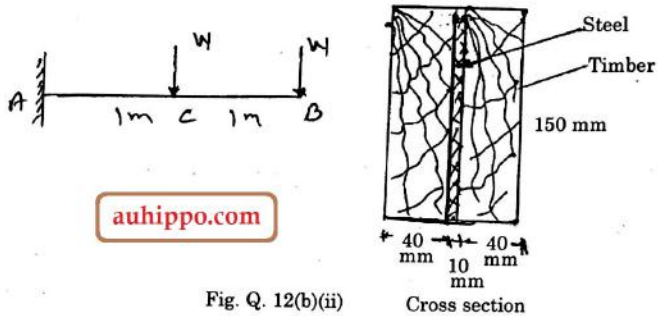 W
W
A
1m
C
1m
B
Steel
Timber
150 mm
40 mm
10 mm
40 mm
auhippo.com
Fig. Q. 12(b)(ii)
Cross section